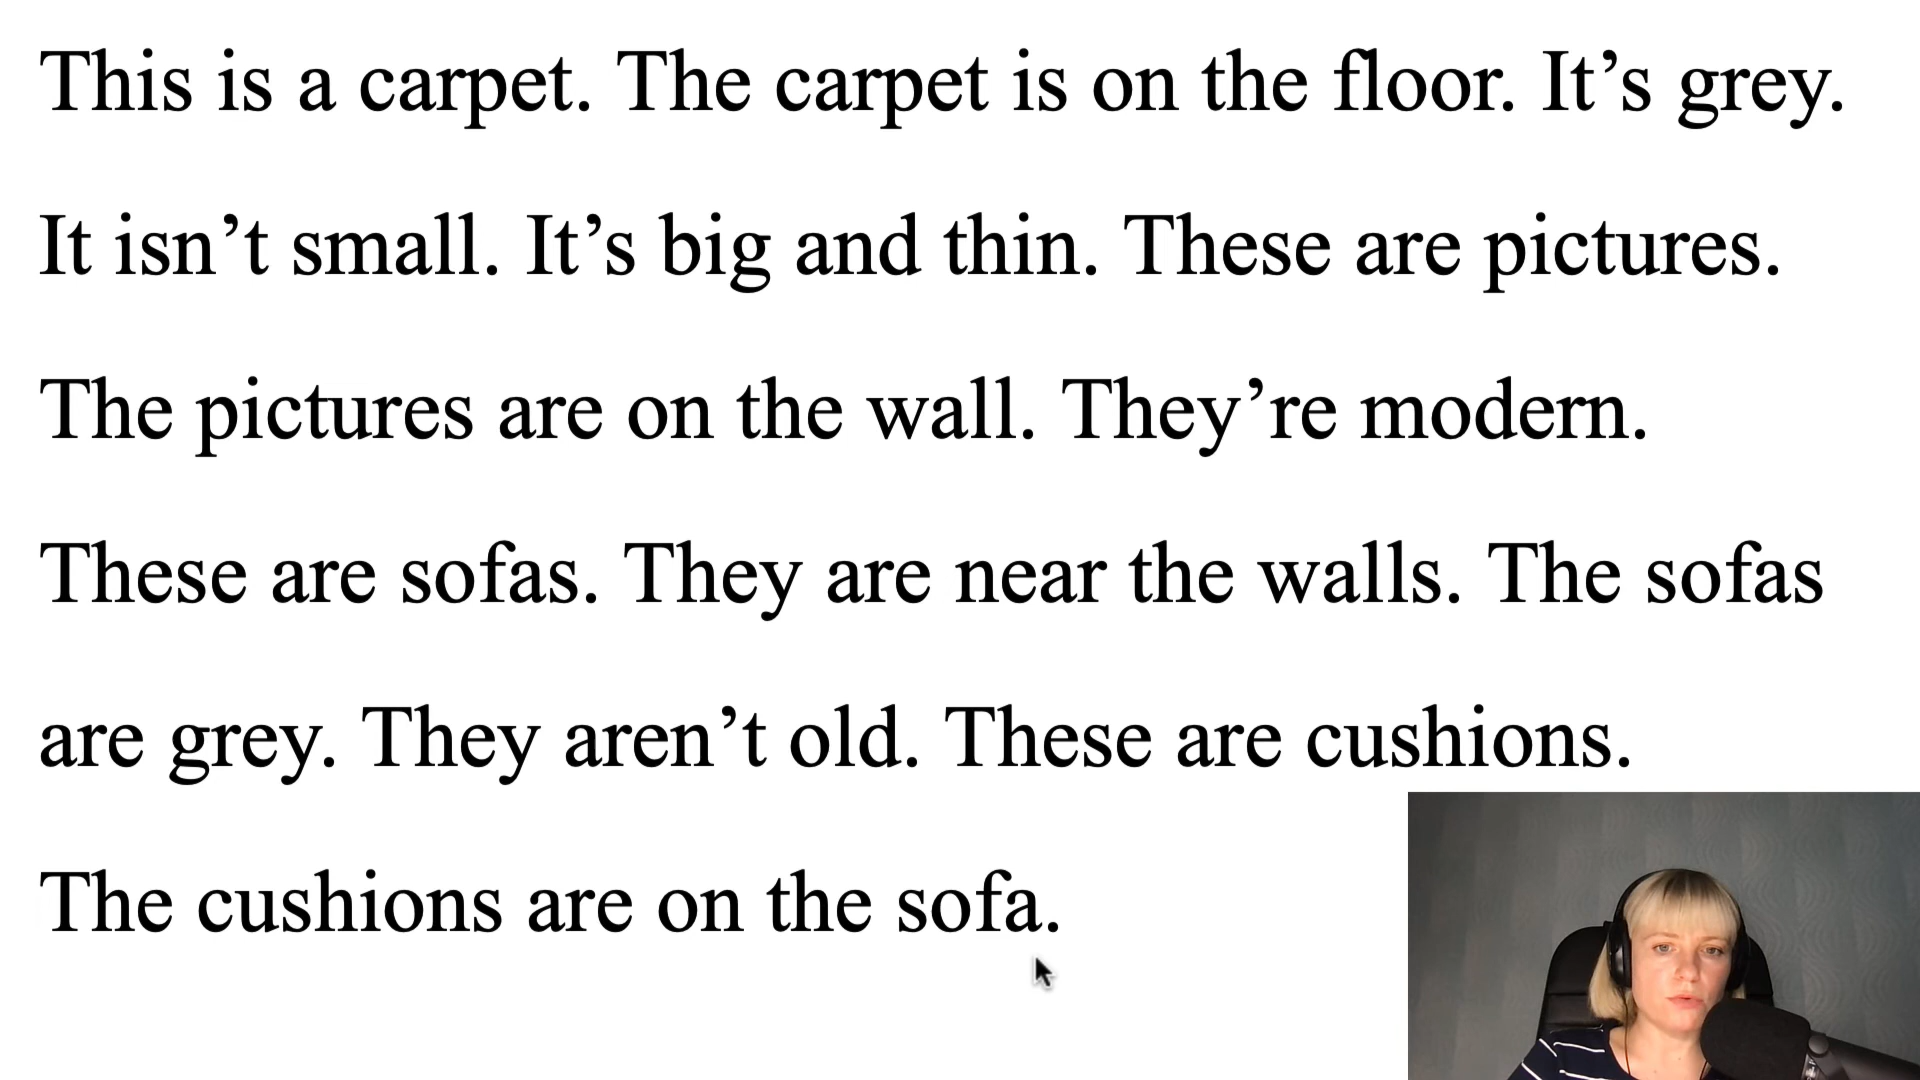 This is a carpet. The carpet is on the floor. It’s grey.
It isn’t small. It’s big and thin. These are pictures.
The pictures are on the wall. They’re modern.
These are sofas. They are near the walls. The sofas
are grey. They aren’t old. These are cushions.
The cushions are on the sofa.